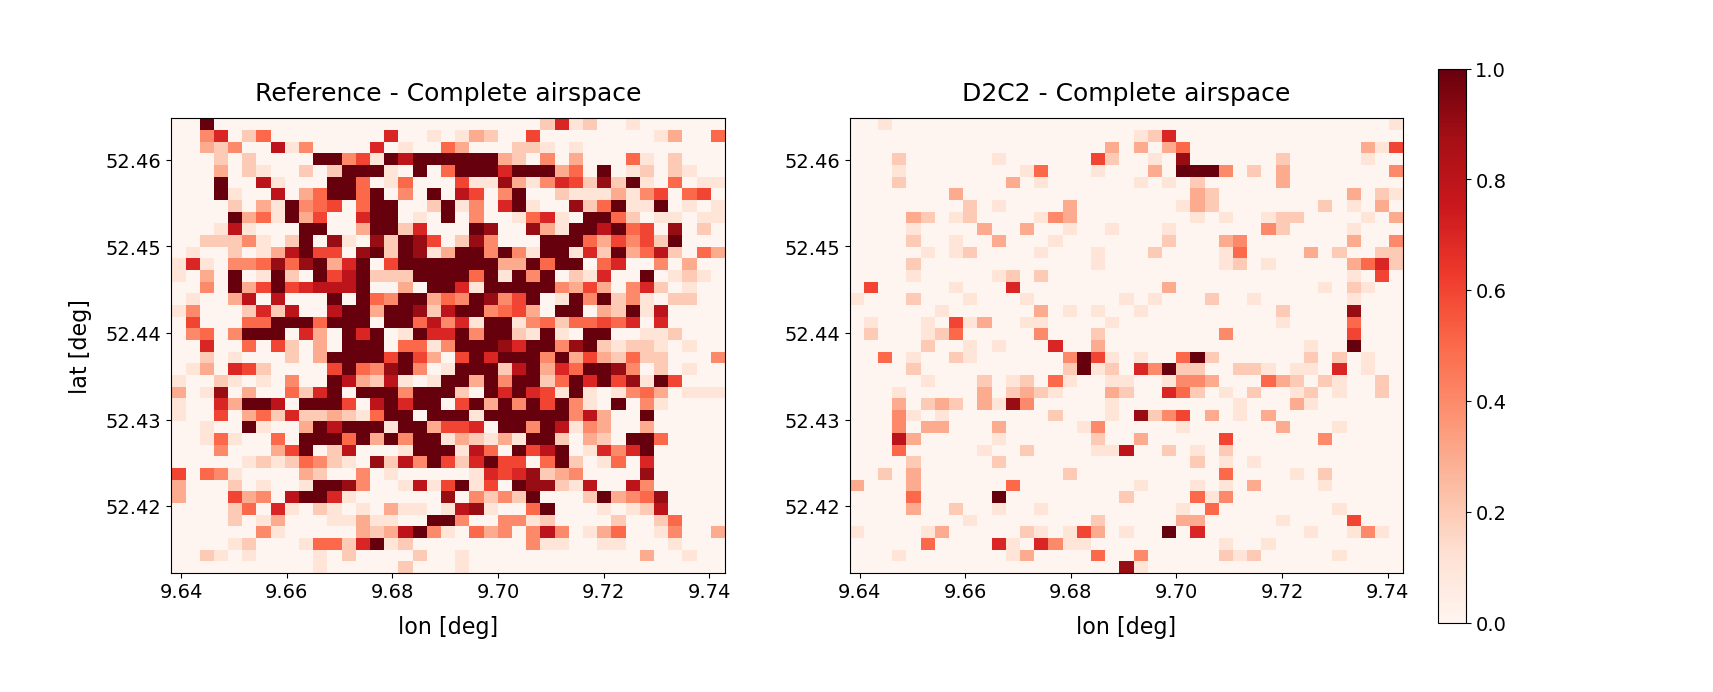 Reference - Complete airspace
D2C2 - Complete airspace
lat [deg]
52.46
52.45
52.44
52.43
52.42
9.64 9.66 9.68 9.70 9.72 9.74
lon [deg]
52.46
52.45
52.44
52.43
52.42
9.64 9.66 9.68 9.70 9.72 9.74
lon [deg]
1.0
0.8
0.6
0.4
0.2
0.0